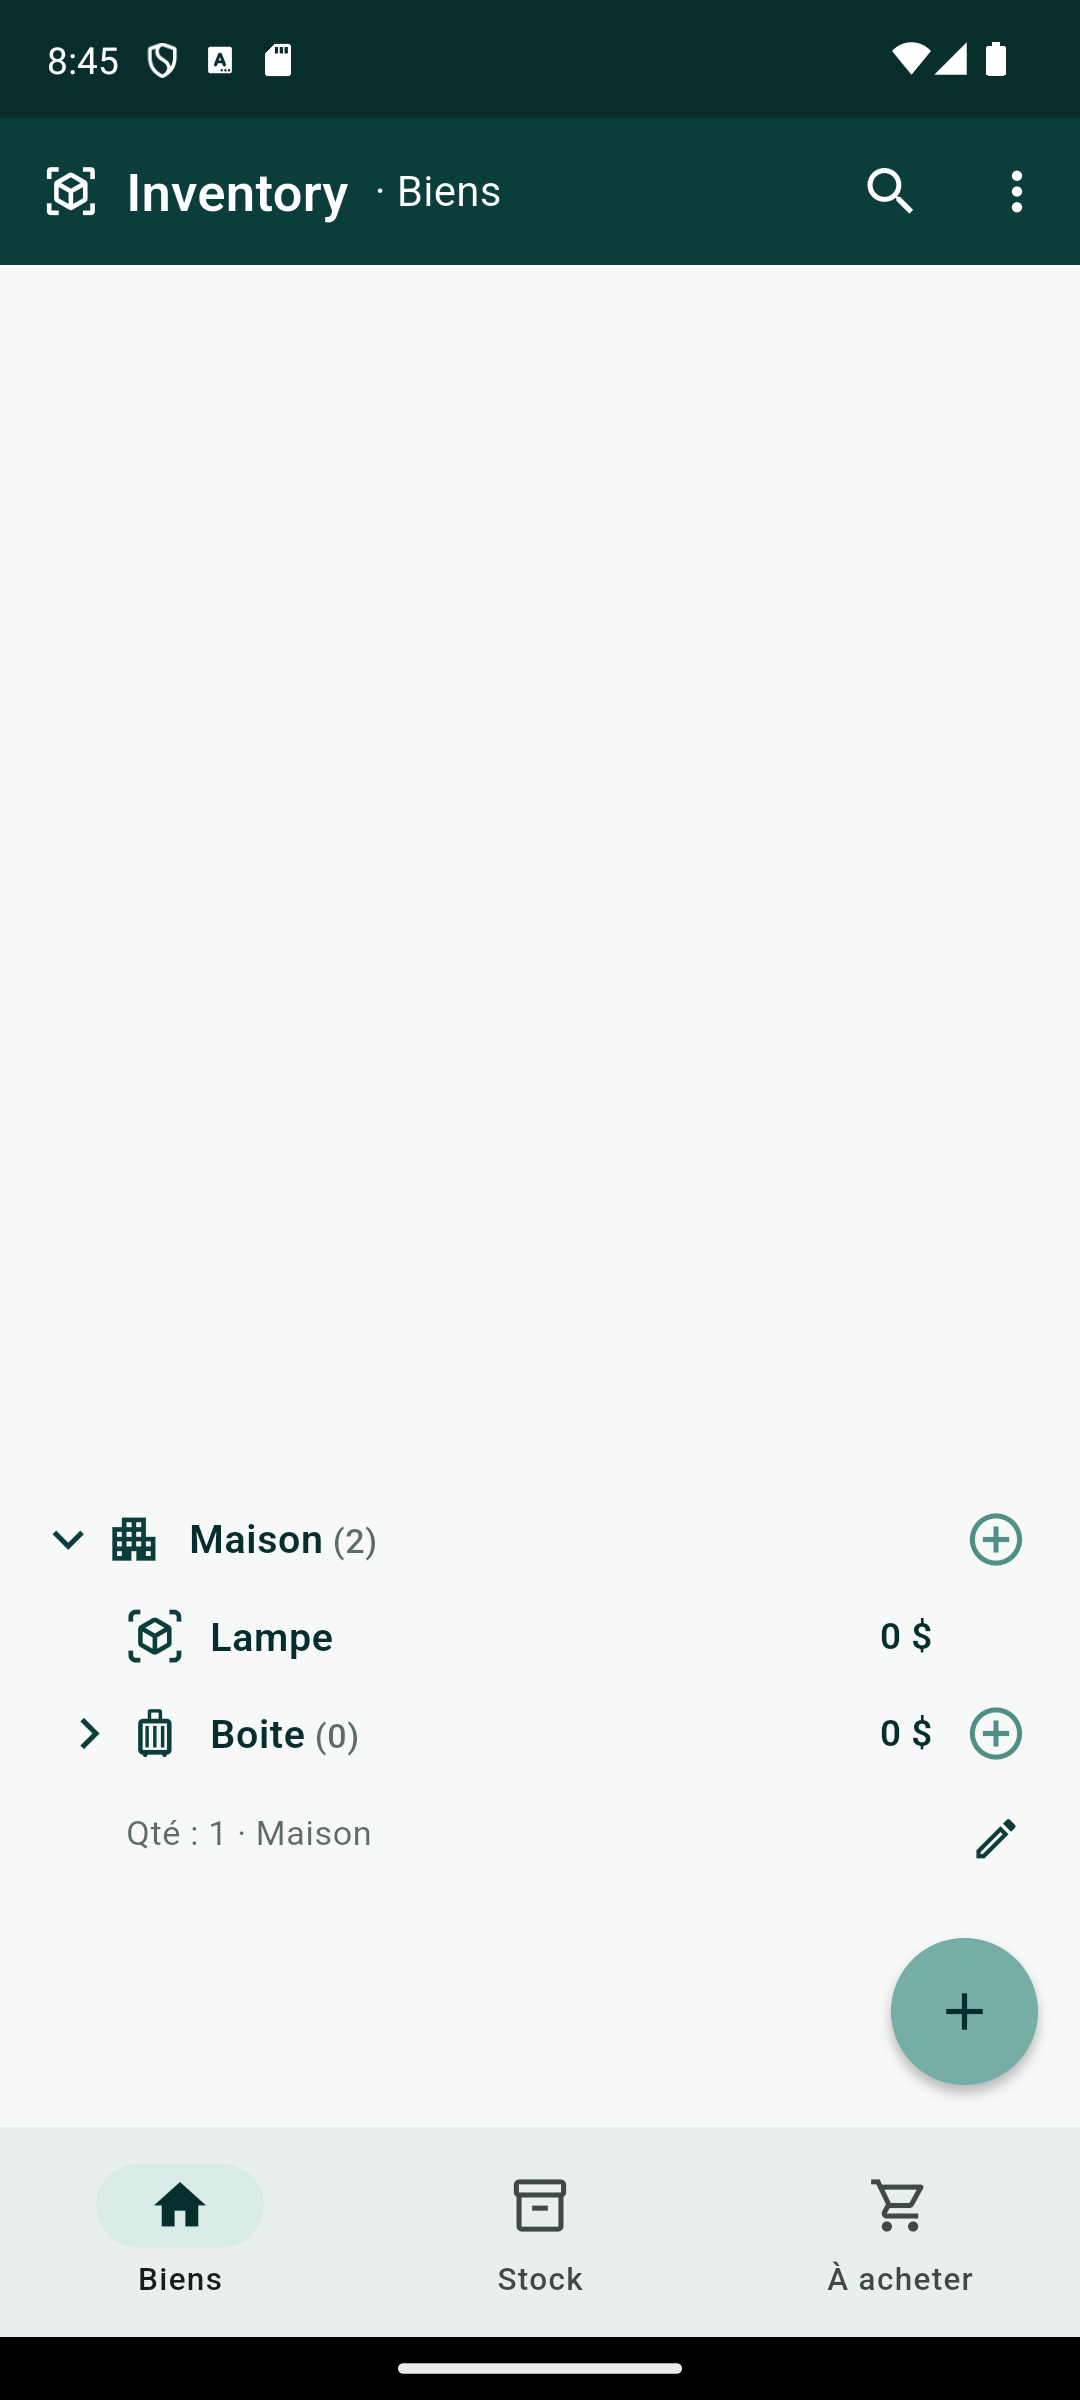 8:45
Inventory · Biens
Maison (2)
Lampe 0 $
Boite (0) 0 $
Qté : 1 · Maison
Biens Stock À acheter